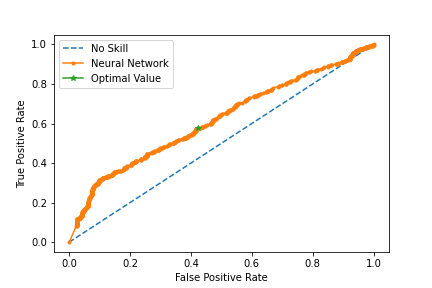 No Skill
Neural Network
Optimal Value
True Positive Rate
1.0
0.8
0.6
0.4
0.2
0.0
0.0 0.2 0.4 0.6 0.8 1.0
False Positive Rate